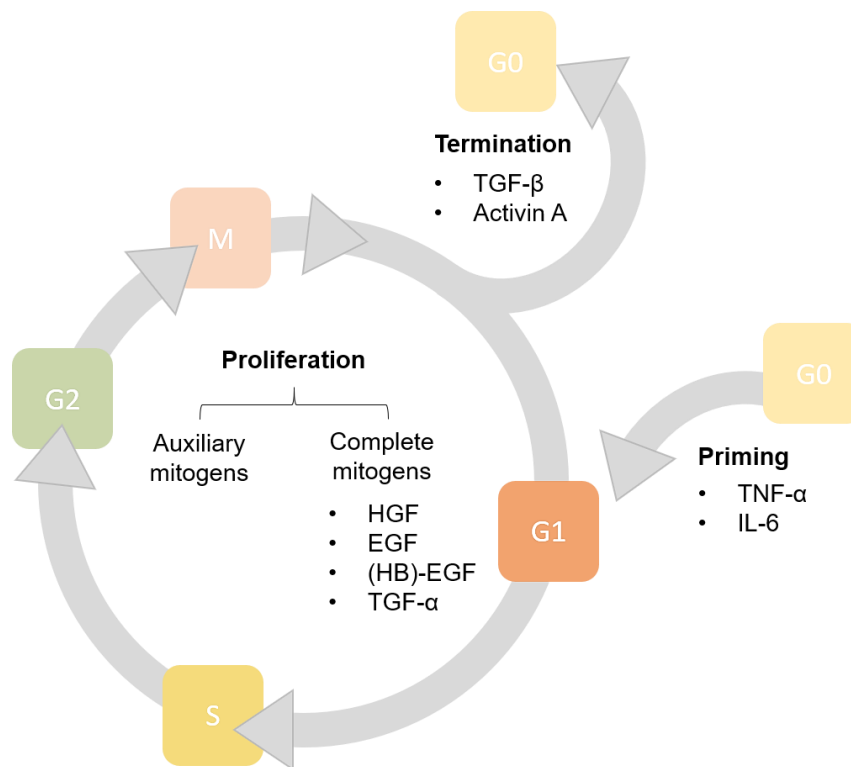 G0
Termination
• TGF-β
• Activin A
M
Proliferation
G2
Auxiliary
mitogens
Complete
mitogens
• HGF
• EGF
• (HB)-EGF
• TGF-α
G0
Priming
• TNF-α
• IL-6
G1
S